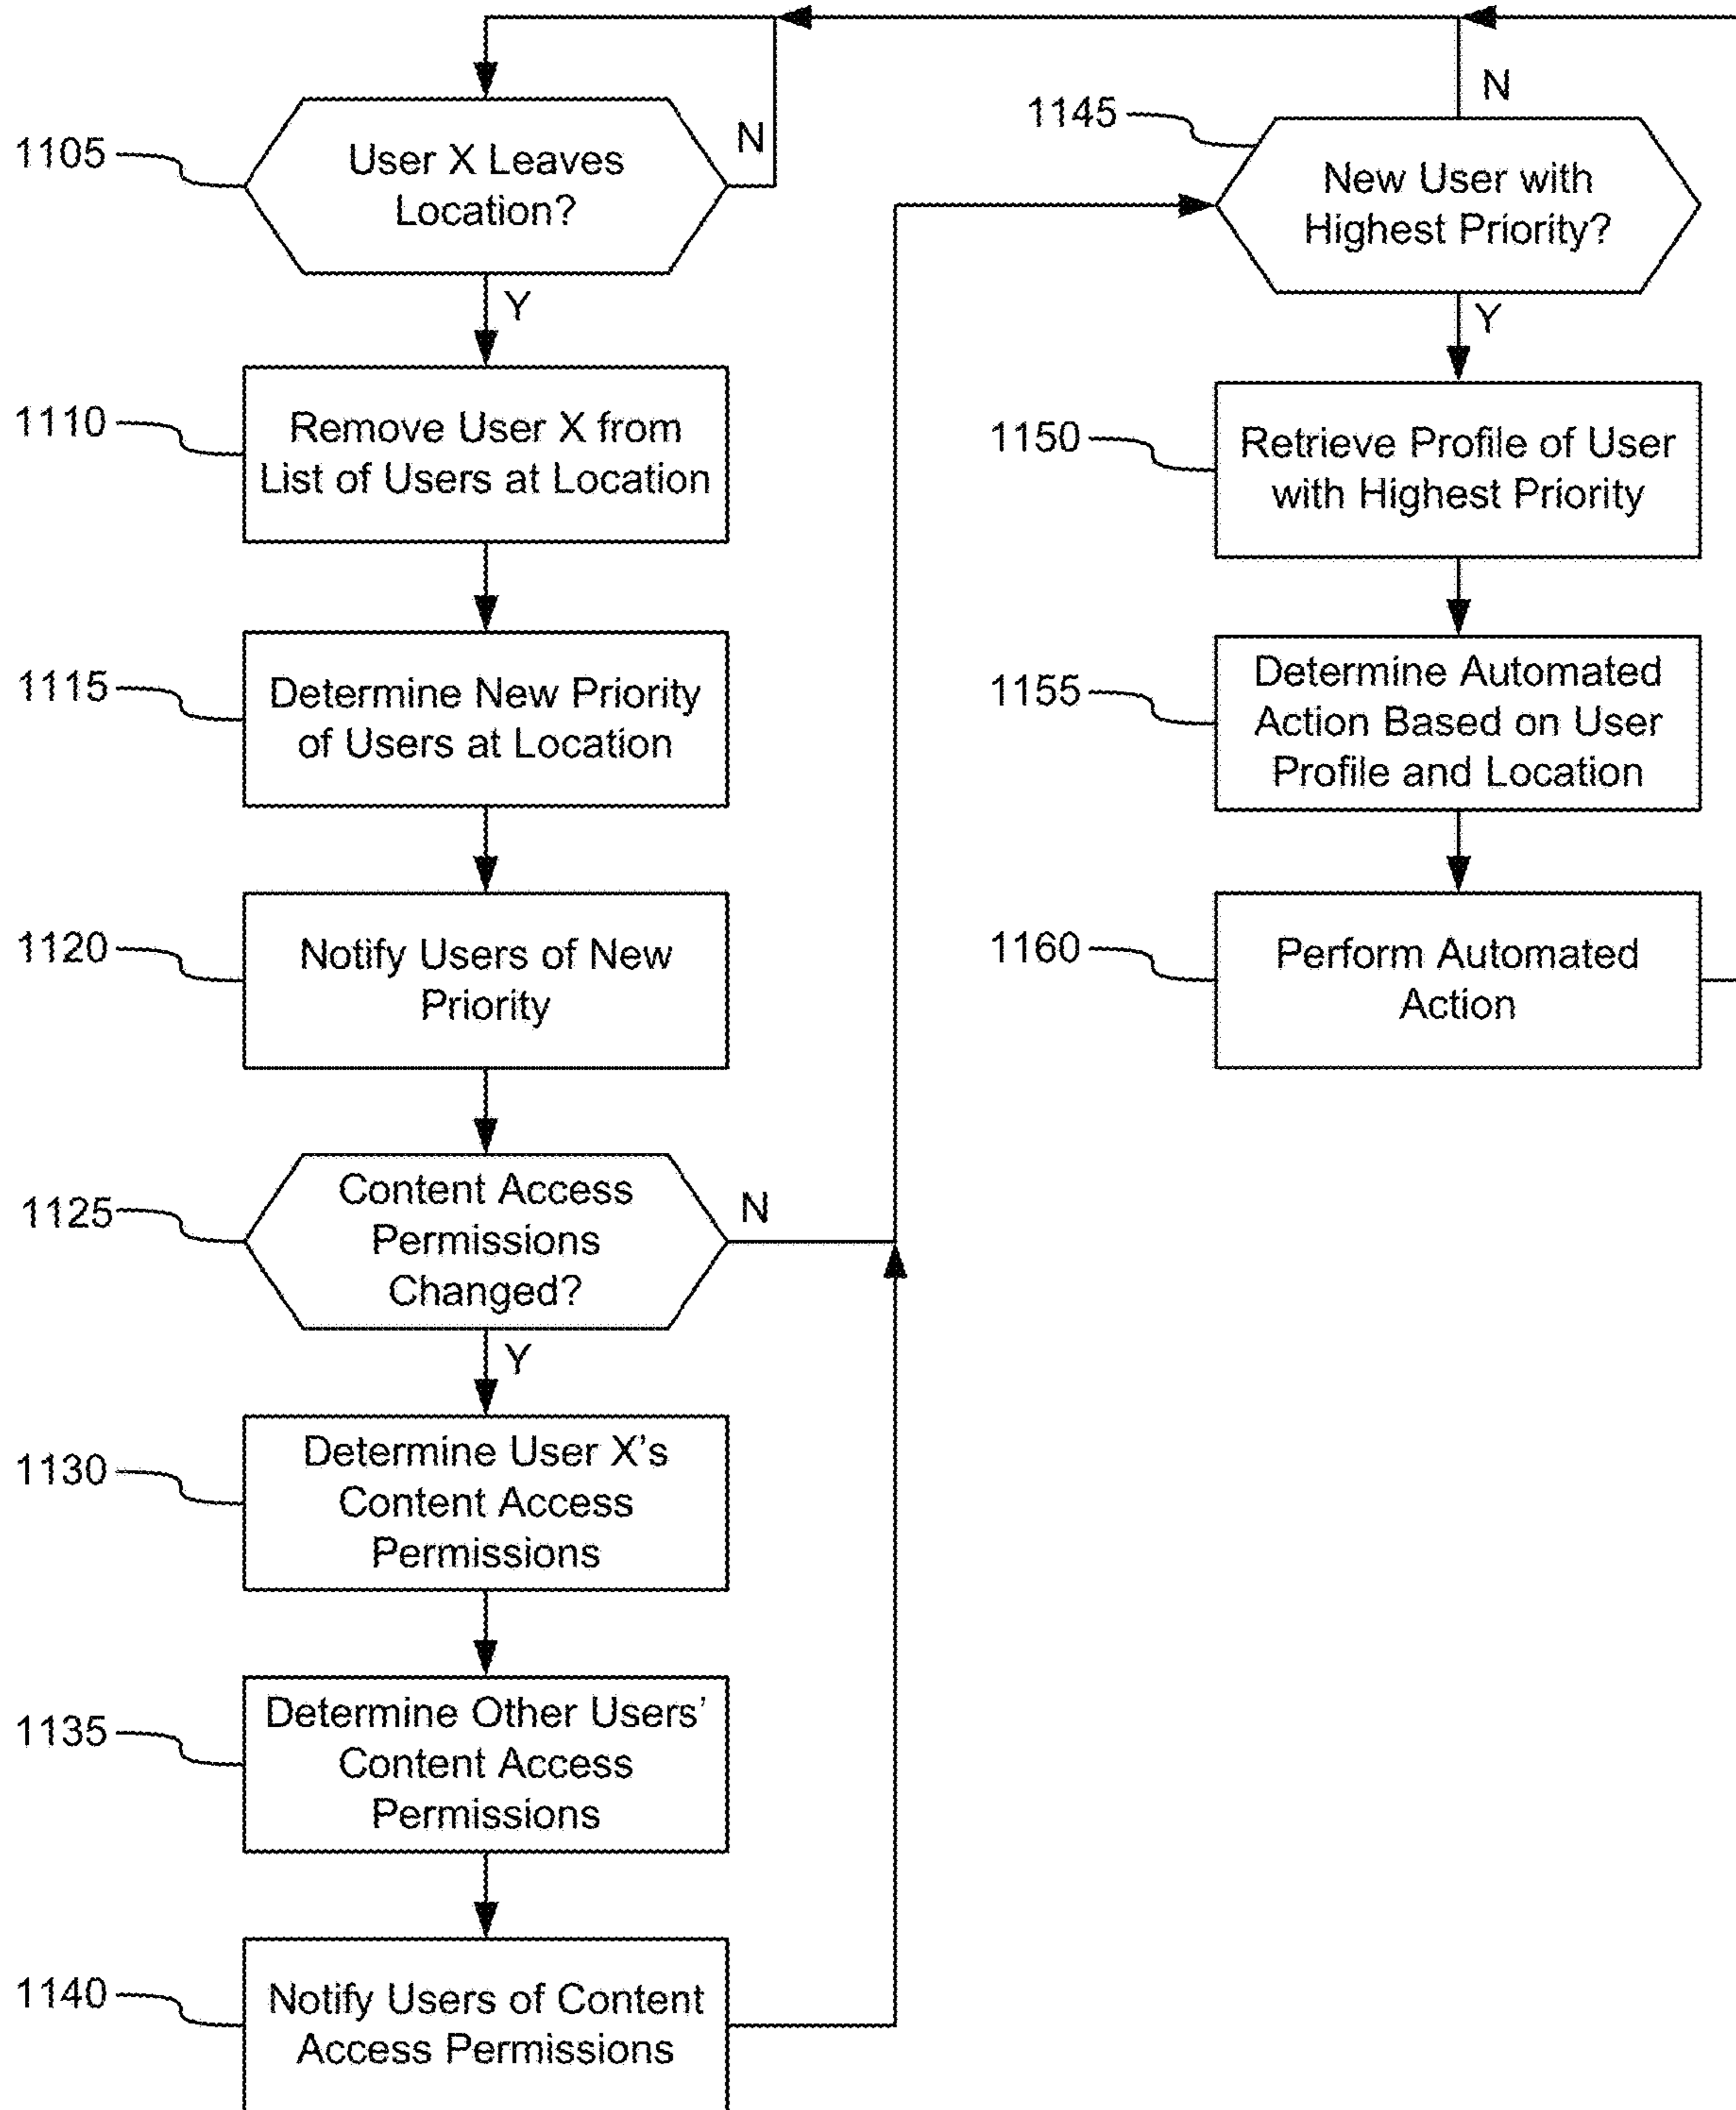 1105
User X Leaves
Location?
N
Y
1110
Remove User X from
List of Users at Location
1115
Determine New Priority
of Users at Location
1120
Notify Users of New
Priority
1125
Content Access
Permissions
Changed?
N
Y
1130
Determine User X's
Content Access
Permissions
1135
Determine Other Users'
Content Access
Permissions
1140
Notify Users of Content
Access Permissions
1145
New User with
Highest Priority?
N
Y
1150
Retrieve Profile of User
with Highest Priority
1155
Determine Automated
Action Based on User
Profile and Location
1160
Perform Automated
Action